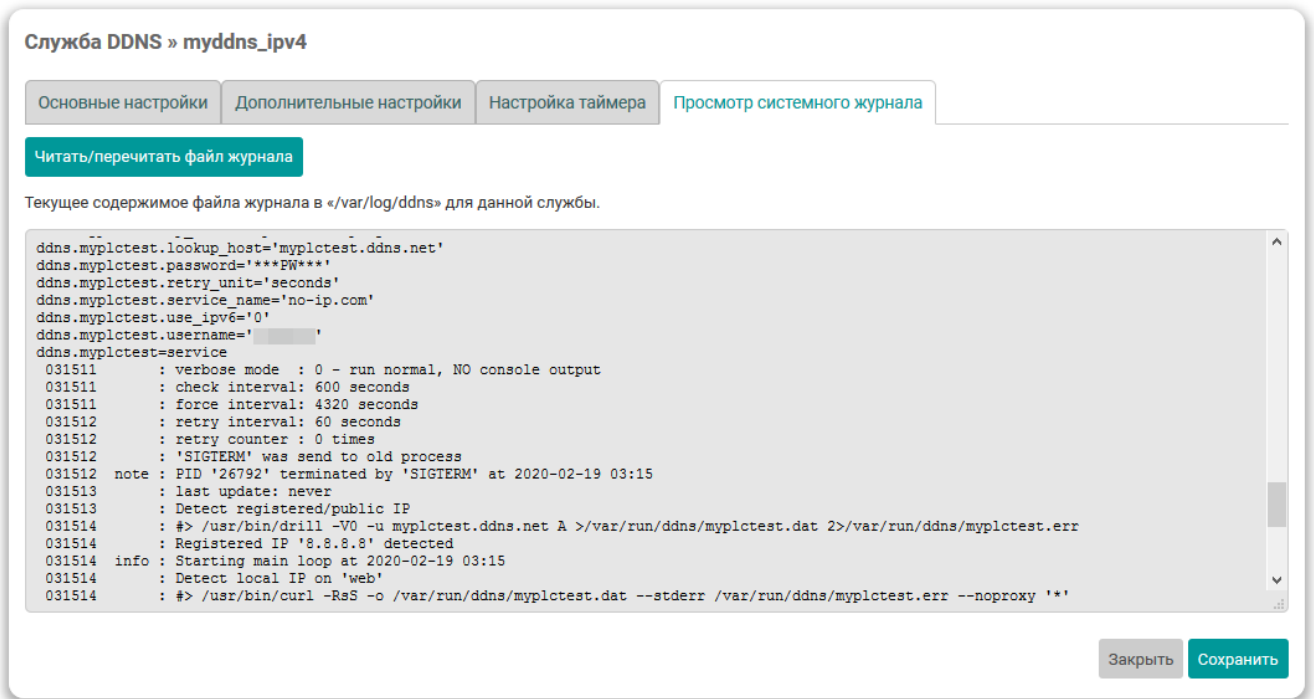 Служба DDNS » myddns_ipv4
Основные настройки
Дополнительные настройки
Настройка таймера
Просмотр системного журнала
Читать/перечитать файл журнала
Текущее содержимое файла журнала в «/var/log/ddns» для данной службы.
ddns.myplctest.lookup_host='myplctest.ddns.net'
ddns.myplctest.password='***PW***'
ddns.myplctest.retry_unit='seconds'
ddns.myplctest.service_name='no-ip.com'
ddns.myplctest.use_ipv6='0'
ddns.myplctest.username=' '
ddns.myplctest=service
031511 : verbose mode : 0 - run normal, NO console output
031511 : check interval: 600 seconds
031511 : force interval: 4320 seconds
031512 : retry interval: 60 seconds
031512 : retry counter : 0 times
031512 : 'SIGTERM' was send to old process
031512 note : PID '26792' terminated by 'SIGTERM' at 2020-02-19 03:15
031513 : last update: never
031513 : Detect registered/public IP
031514 : #> /usr/bin/drill -V0 -u myplctest.ddns.net A >/var/run/ddns/myplctest.dat 2>/var/run/ddns/myplctest.err
031514 : Registered IP '8.8.8.8' detected
031514 info : Starting main loop at 2020-02-19 03:15
031514 : Detect local IP on 'web'
031514 : #> /usr/bin/curl -RsS -o /var/run/ddns/myplctest.dat --stderr /var/run/ddns/myplctest.err --noproxy '*'
Закрыть
Сохранить